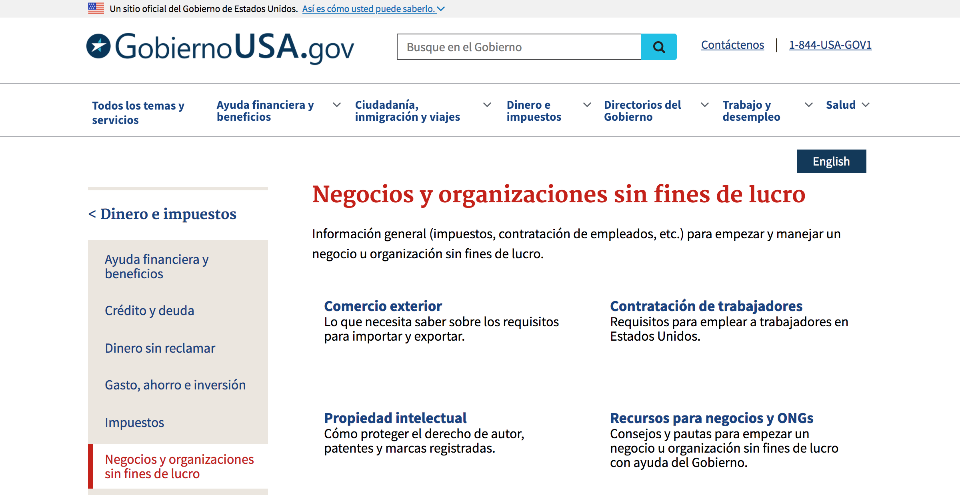 Un sitio oficial del Gobierno de Estados Unidos. Así es cómo usted puede saberlo.
GobiernoUSA.gov
Busque en el Gobierno
Contáctenos
1-844-USA-GOV1
Todos los temas y
servicios
Ayuda financiera y
beneficios
Ciudadanía,
inmigración y viajes
Dinero e
impuestos
Directorios del
Gobierno
Trabajo y
desempleo
Salud
English
< Dinero e impuestos
Ayuda financiera y
beneficios
Crédito y deuda
Dinero sin reclamar
Gasto, ahorro e inversión
Impuestos
Negocios y organizaciones
sin fines de lucro
Negocios y organizaciones sin fines de lucro
Información general (impuestos, contratación de empleados, etc.) para empezar y manejar un
negocio u organización sin fines de lucro.
Comercio exterior
Lo que necesita saber sobre los requisitos
para importar y exportar.
Contratación de trabajadores
Requisitos para emplear a trabajadores en
Estados Unidos.
Propiedad intelectual
Cómo proteger el derecho de autor,
patentes y marcas registradas.
Recursos para negocios y ONGs
Consejos y pautas para empezar un
negocio u organización sin fines de lucro
con ayuda del Gobierno.